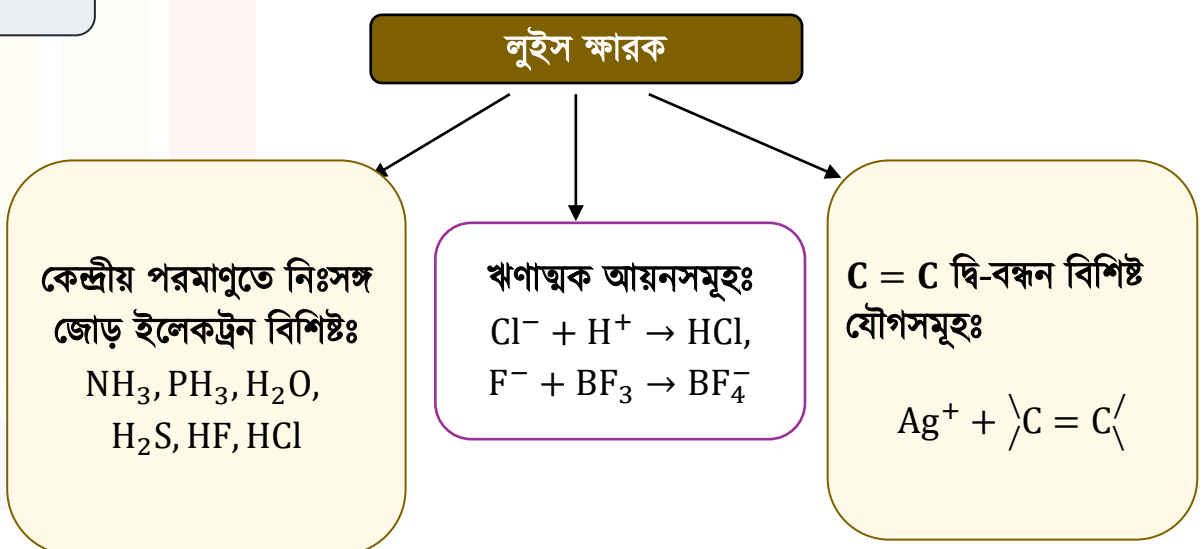 লুইস ক্ষারক
কেন্দ্রীয় পরমাণুতে নিঃসঙ্গ
জোড় ইলেকট্রন বিশিষ্টঃ
NH₃, PH₃, H₂O,
H₂S, HF, HCl
ঋণাত্মক আয়নসমূহঃ
Cl⁻ + H⁺ → HCl,
F⁻ + BF₃ → BF₄⁻
C = C দ্বি-বন্ধন বিশিষ্ট
যৌগসমূহঃ
Ag⁺ + \/C = C/\